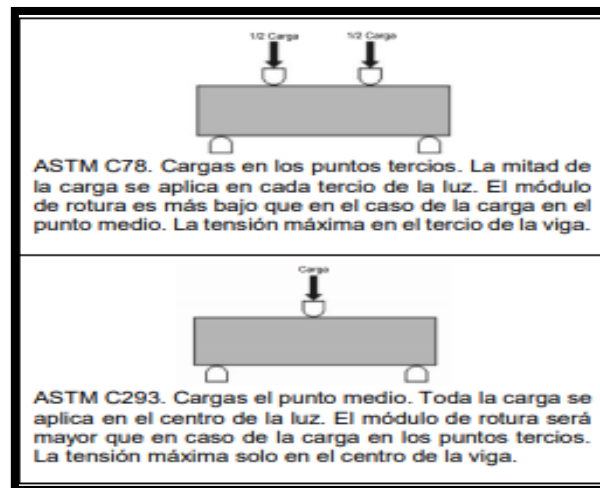 1/2 Carga 1/2 Carga
ASTM C78. Cargas en los puntos tercios. La mitad de
la carga se aplica en cada tercio de la luz. El módulo
de rotura es más bajo que en el caso de la carga en el
punto medio. La tensión máxima en el tercio de la viga.
Carga
ASTM C293. Cargas el punto medio. Toda la carga se
aplica en el centro de la luz. El módulo de rotura será
mayor que en caso de la carga en los puntos tercios.
La tensión máxima solo en el centro de la viga.